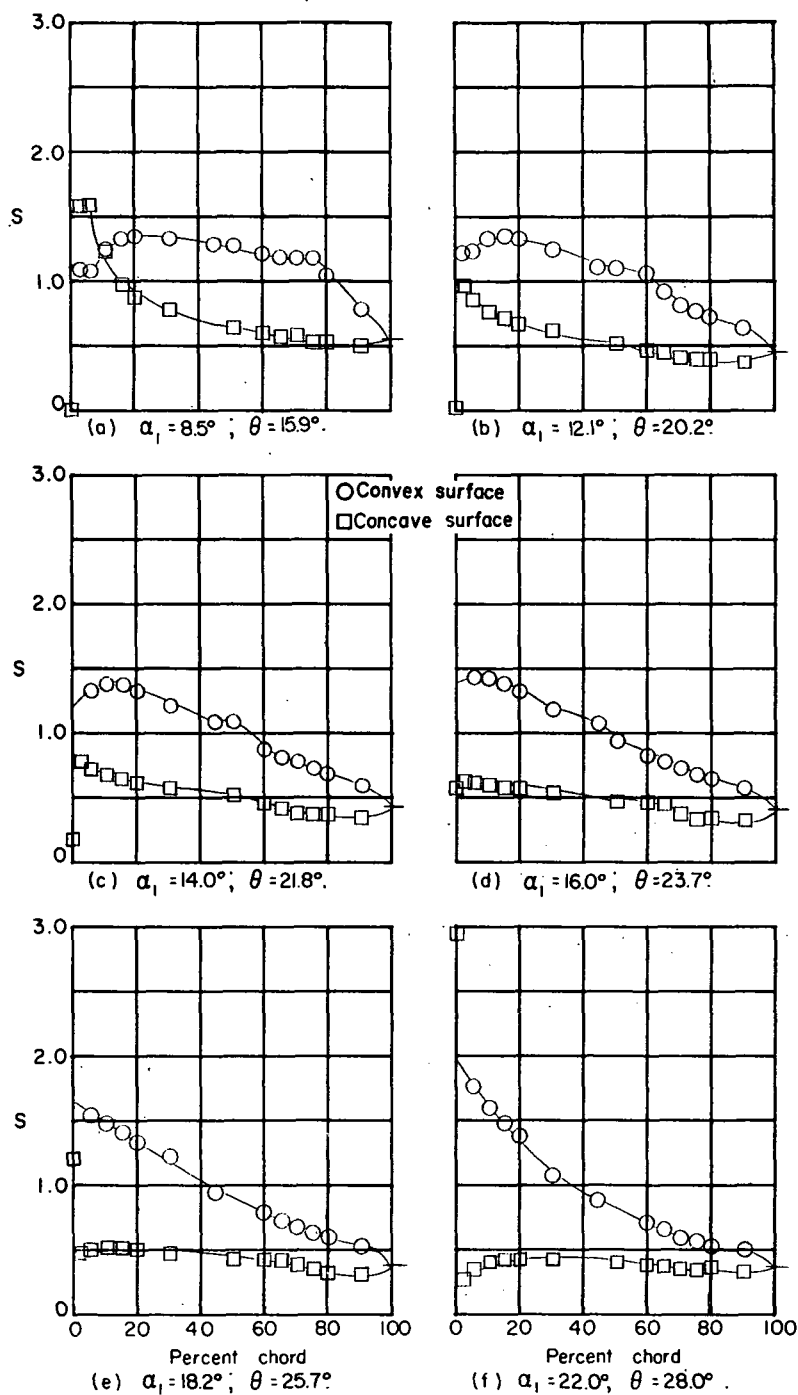 3.0
2.0
S
1.0
0
(a) α₁ = 8.5°; θ = 15.9°.
(b) α₁ = 12.1°; θ = 20.2°.
3.0
○ Convex surface
□ Concave surface
2.0
S
1.0
0
(c) α₁ = 14.0°; θ = 21.8°.
(d) α₁ = 16.0°; θ = 23.7°.
3.0
2.0
S
1.0
0
0 20 40 60 80 100
0 20 40 60 80 100
Percent chord
Percent chord
(e) α₁ = 18.2°; θ = 25.7°.
(f) α₁ = 22.0°; θ = 28.0°.